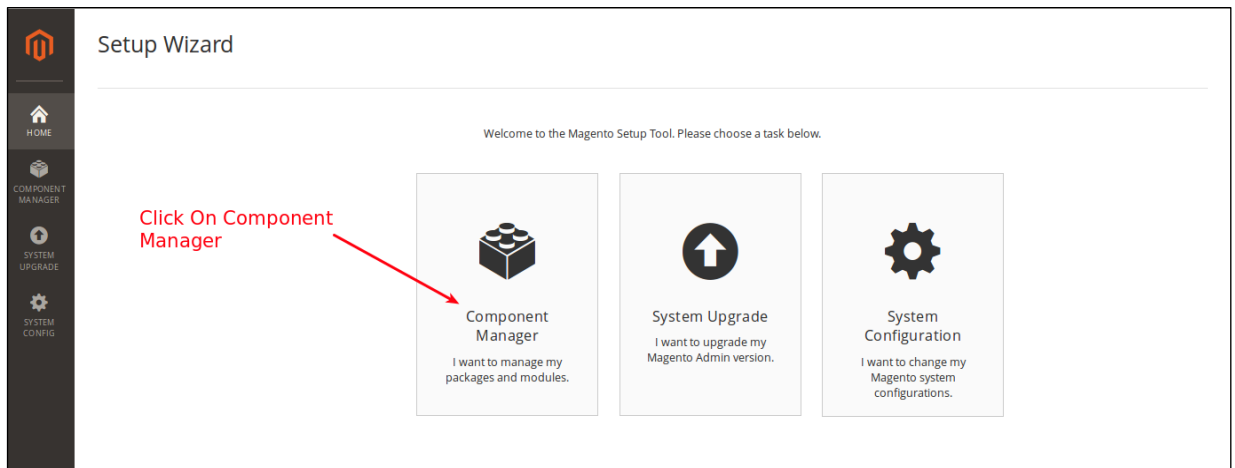 Setup Wizard
HOME
COMPONENT
MANAGER
SYSTEM
UPGRADE
SYSTEM
CONFIG
Welcome to the Magento Setup Tool. Please choose a task below.
Click On Component
Manager
Component
Manager
I want to manage my
packages and modules.
System Upgrade
I want to upgrade my
Magento Admin version.
System
Configuration
I want to change my
Magento system
configurations.